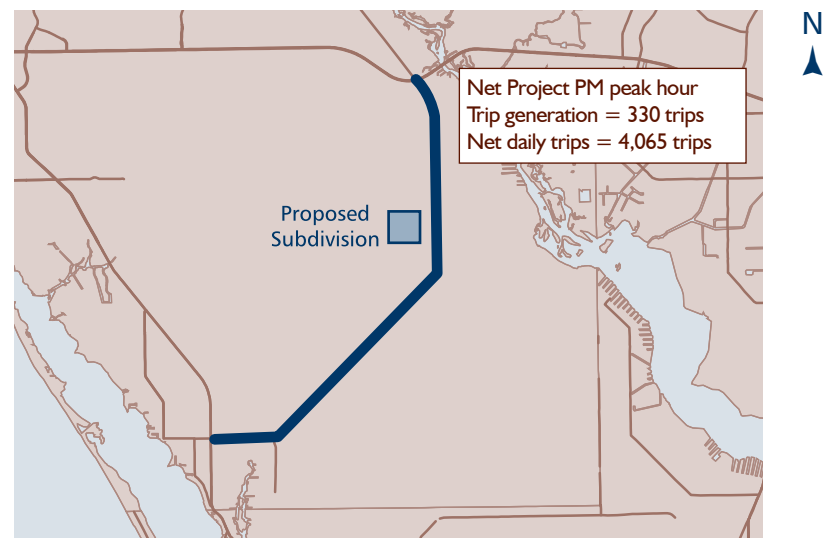 N
Net Project PM peak hour
Trip generation = 330 trips
Net daily trips = 4,065 trips
Proposed
Subdivision